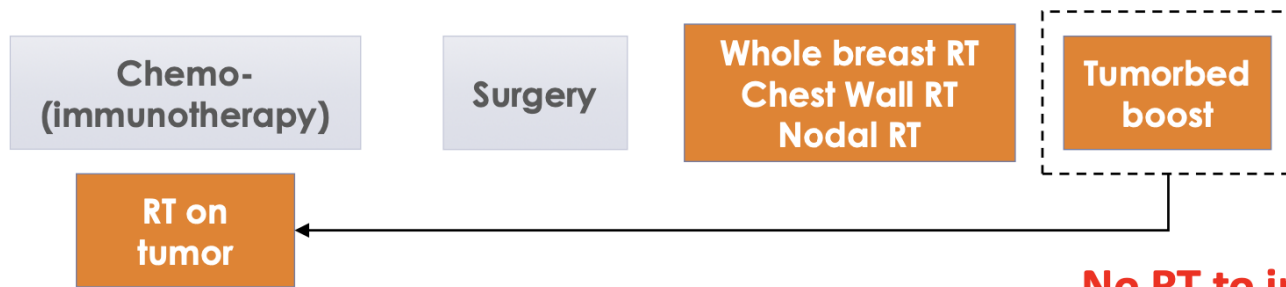 Chemo-
(immunotherapy)
Surgery
Whole breast RT
Chest Wall RT
Nodal RT
Tumorbed
boost
RT on
tumor
No RT to